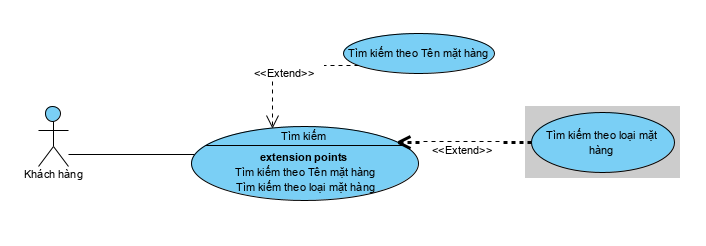 Tìm kiếm theo Tên mặt hàng
<<Extend>>
Tìm kiếm
extension points
Tìm kiếm theo Tên mặt hàng
Tìm kiếm theo loại mặt hàng
<<Extend>>
Tìm kiếm theo loại mặt
hàng
Khách hàng